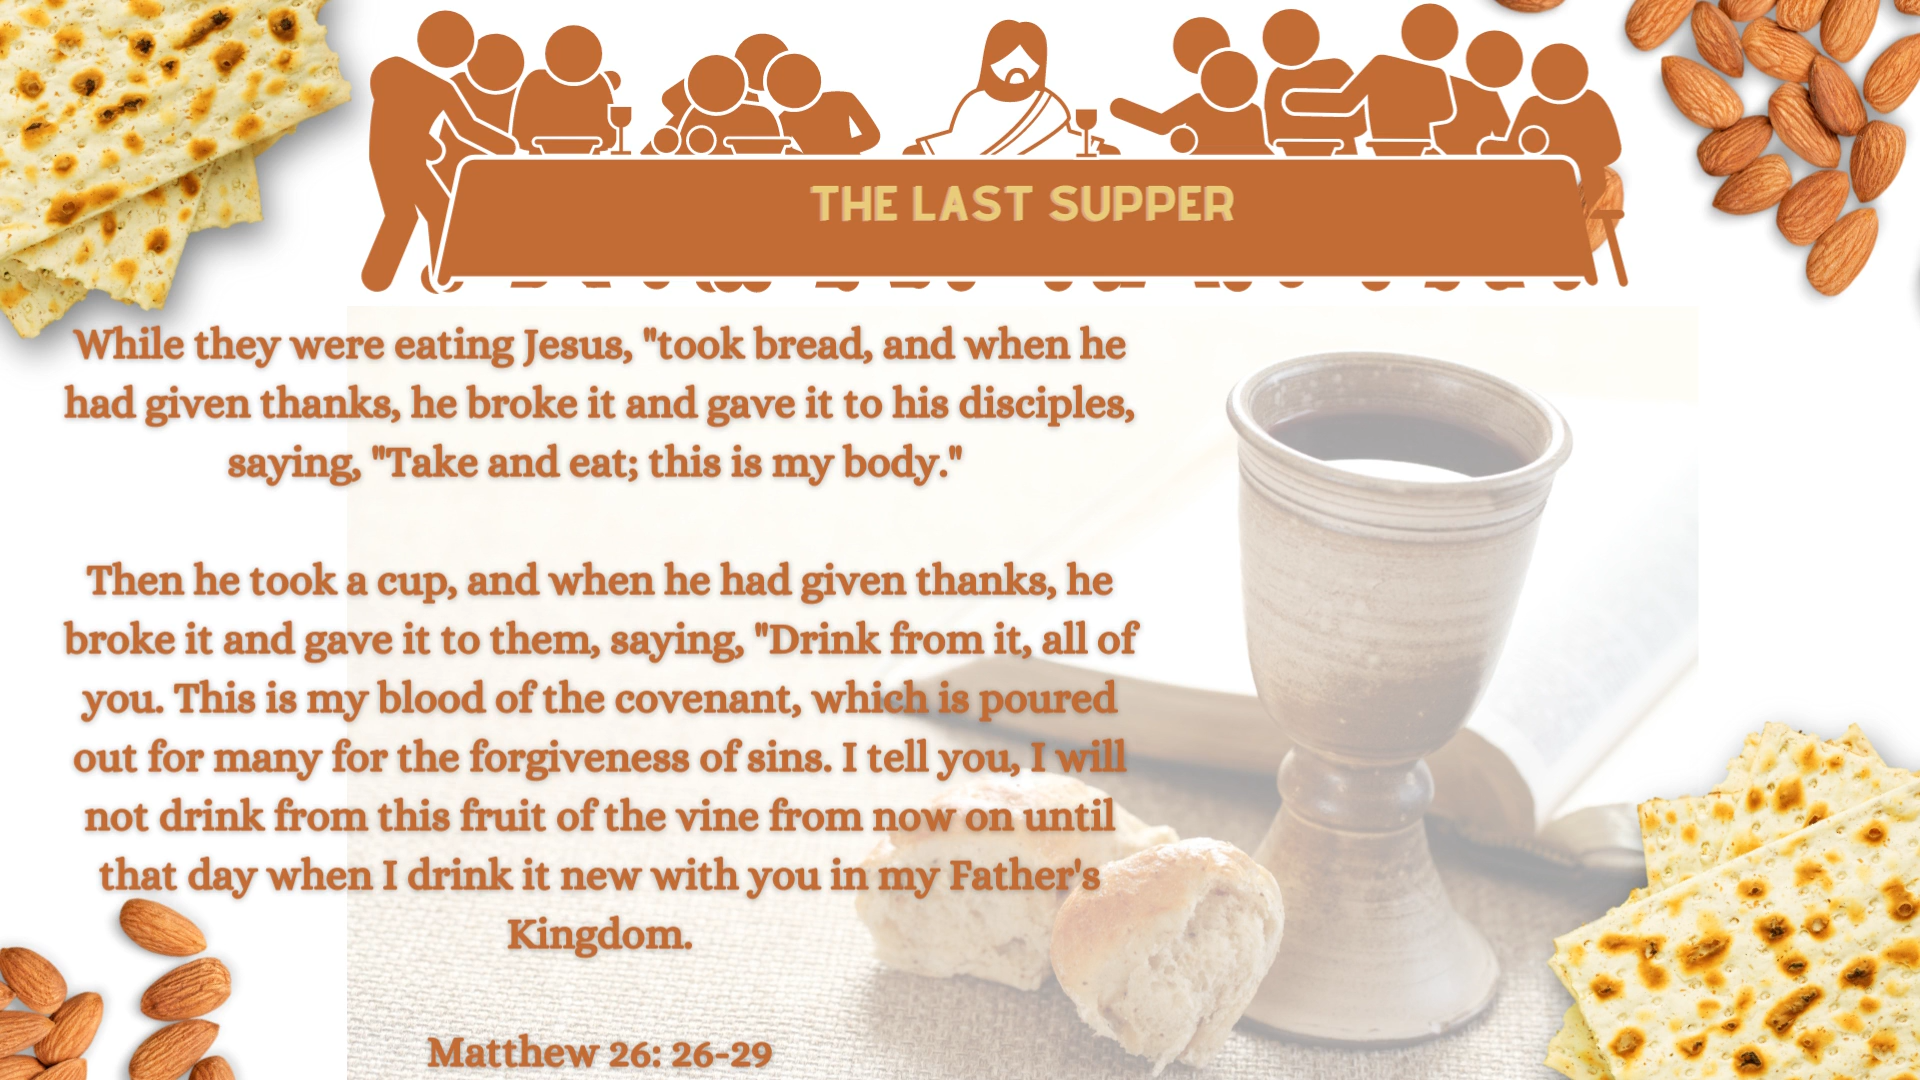 THE LAST SUPPER
While they were eating Jesus, "took bread, and when he
had given thanks, he broke it and gave it to his disciples,
saying, "Take and eat; this is my body."
Then he took a cup, and when he had given thanks, he
broke it and gave it to them, saying, "Drink from it, all of
you. This is my blood of the covenant, which is poured
out for many for the forgiveness of sins. I tell you, I will
not drink from this fruit of the vine from now on until
that day when I drink it new with you in my Father's
Kingdom.
Matthew 26: 26-29